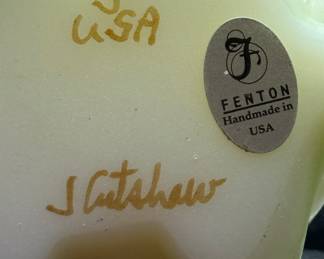 USA
F
FENTON
Handmade in
USA
J Cutshaw